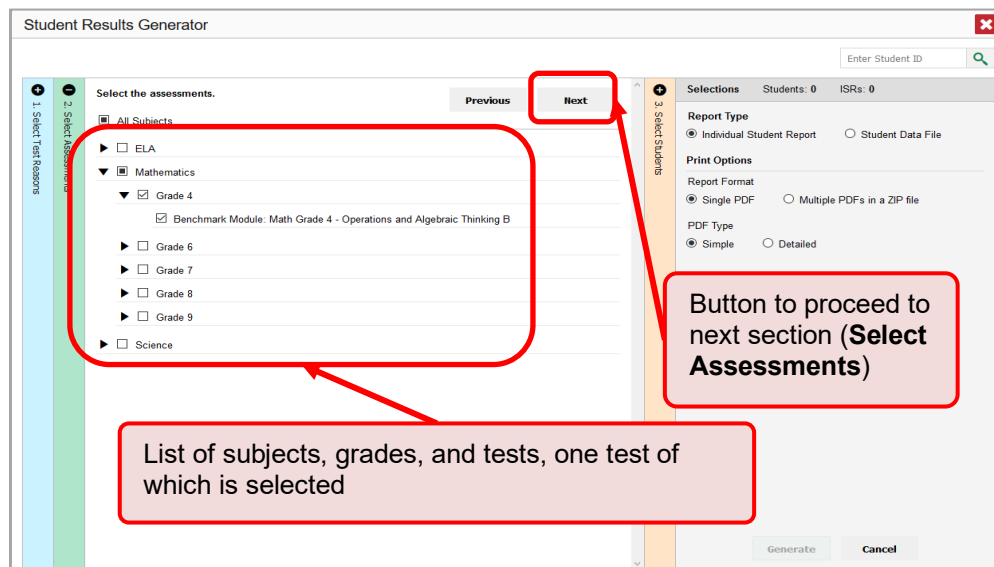 Student Results Generator
Enter Student ID
1. Select Test Reasons
2. Select Assessments
Select the assessments.
Previous
Next
All Subjects
ELA
Mathematics
Grade 4
Benchmark Module: Math Grade 4 - Operations and Algebraic Thinking B
Grade 6
Grade 7
Grade 8
Grade 9
Science
3. Select Students
Selections Students: 0 ISRs: 0
Report Type
Individual Student Report Student Data File
Print Options
Report Format
Single PDF Multiple PDFs in a ZIP file
PDF Type
Simple Detailed
Button to proceed to
next section (Select
Assessments)
List of subjects, grades, and tests, one test of
which is selected
Generate Cancel